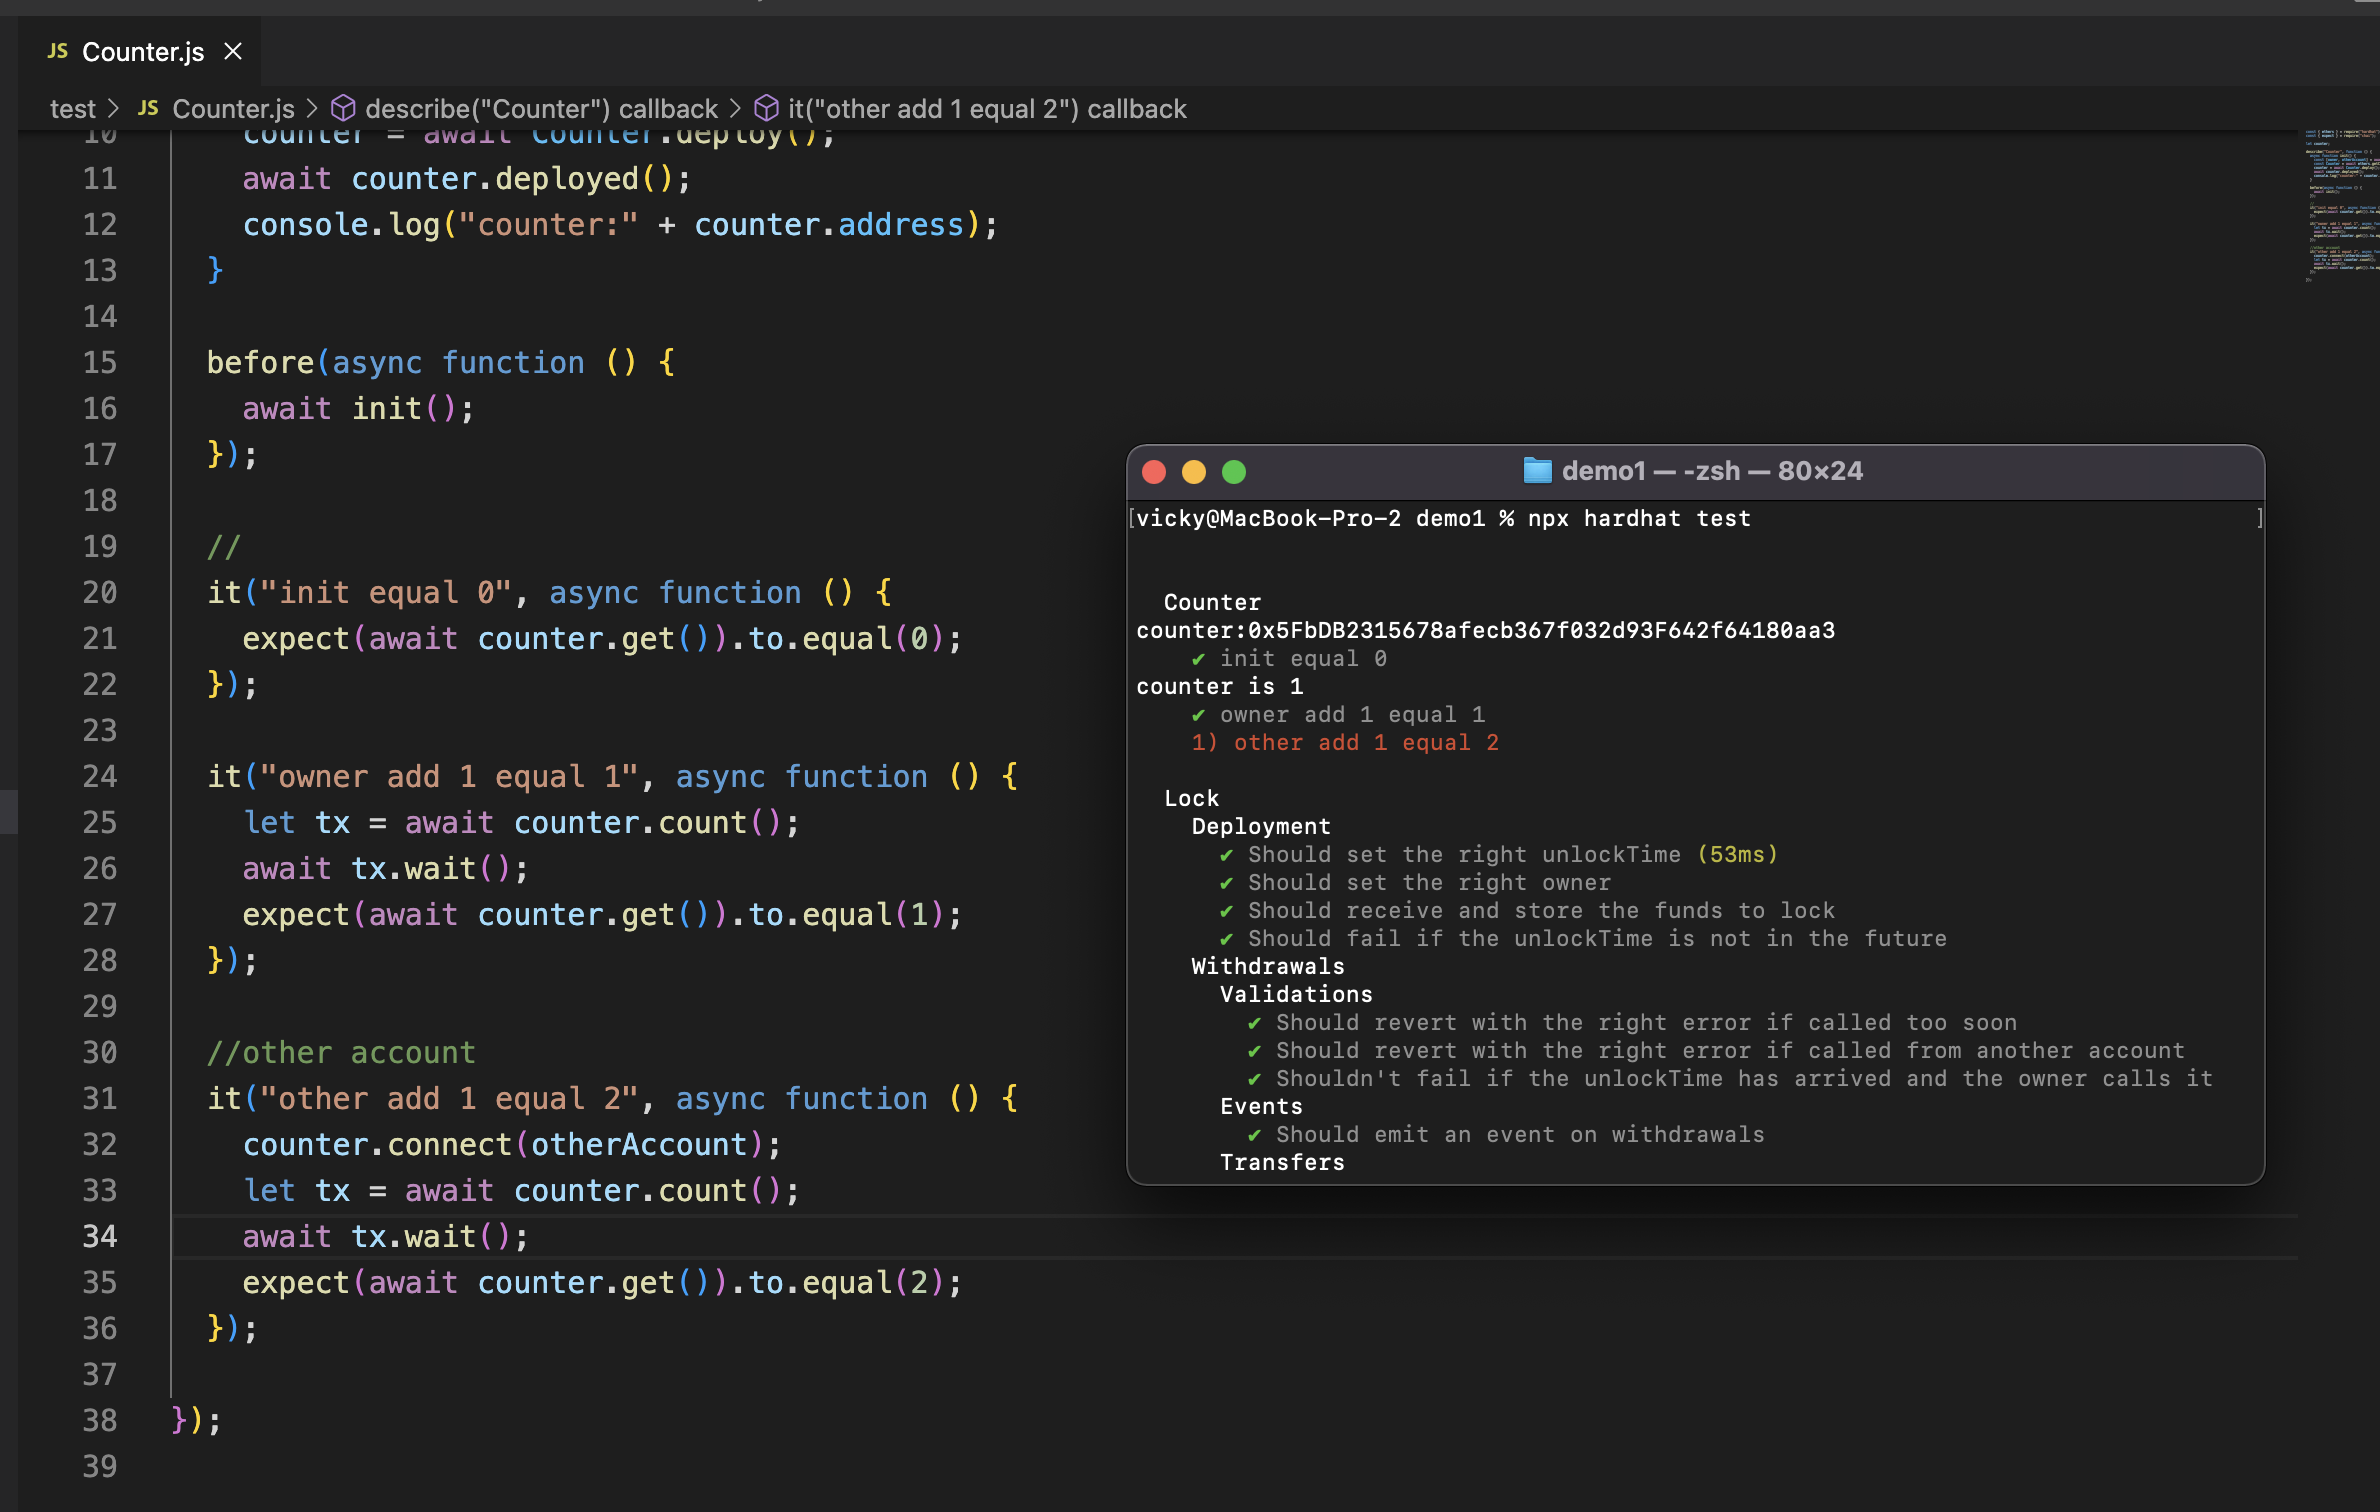 JS Counter.js ×
test > JS Counter.js > describe("Counter") callback > it("other add 1 equal 2") callback
10 counter = await Counter.deploy();
11 await counter.deployed();
12 console.log("counter:" + counter.address);
13 }
14
15 before(async function () {
16 await init();
17 });
18
19 //
20 it("init equal 0", async function () {
21 expect(await counter.get()).to.equal(0);
22 });
23
24 it("owner add 1 equal 1", async function () {
25 let tx = await counter.count();
26 await tx.wait();
27 expect(await counter.get()).to.equal(1);
28 });
29
30 //other account
31 it("other add 1 equal 2", async function () {
32 counter.connect(otherAccount);
33 let tx = await counter.count();
34 await tx.wait();
35 expect(await counter.get()).to.equal(2);
36 });
37
38 });
39
demo1 — -zsh — 80×24
[vicky@MacBook-Pro-2 demo1 % npx hardhat test ]
Counter
counter:0x5FbDB2315678afecb367f032d93F642f64180aa3
✔ init equal 0
counter is 1
✔ owner add 1 equal 1
1) other add 1 equal 2
Lock
Deployment
✔ Should set the right unlockTime (53ms)
✔ Should set the right owner
✔ Should receive and store the funds to lock
✔ Should fail if the unlockTime is not in the future
Withdrawals
Validations
✔ Should revert with the right error if called too soon
✔ Should revert with the right error if called from another account
✔ Shouldn't fail if the unlockTime has arrived and the owner calls it
Events
✔ Should emit an event on withdrawals
Transfers